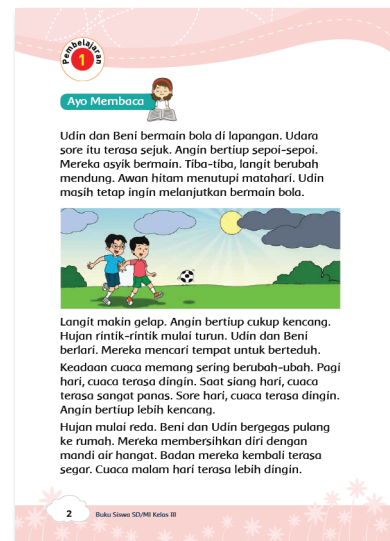 Pembelajaran
1
Ayo Membaca
Udin dan Beni bermain bola di lapangan. Udara
sore itu terasa sejuk. Angin bertiup sepoi-sepoi.
Mereka asyik bermain. Tiba-tiba, langit berubah
mendung. Awan hitam menutupi matahari. Udin
masih tetap ingin melanjutkan bermain bola.
Langit makin gelap. Angin bertiup cukup kencang.
Hujan rintik-rintik mulai turun. Udin dan Beni
berlari. Mereka mencari tempat untuk berteduh.
Keadaan cuaca memang sering berubah-ubah. Pagi
hari, cuaca terasa dingin. Saat siang hari, cuaca
terasa sangat panas. Sore hari, cuaca terasa dingin.
Angin bertiup lebih kencang.
Hujan mulai reda. Beni dan Udin bergegas pulang
ke rumah. Mereka membersihkan diri dengan
mandi air hangat. Badan mereka kembali terasa
segar. Cuaca malam hari terasa lebih dingin.
2
Buku Siswa SD/MI Kelas III